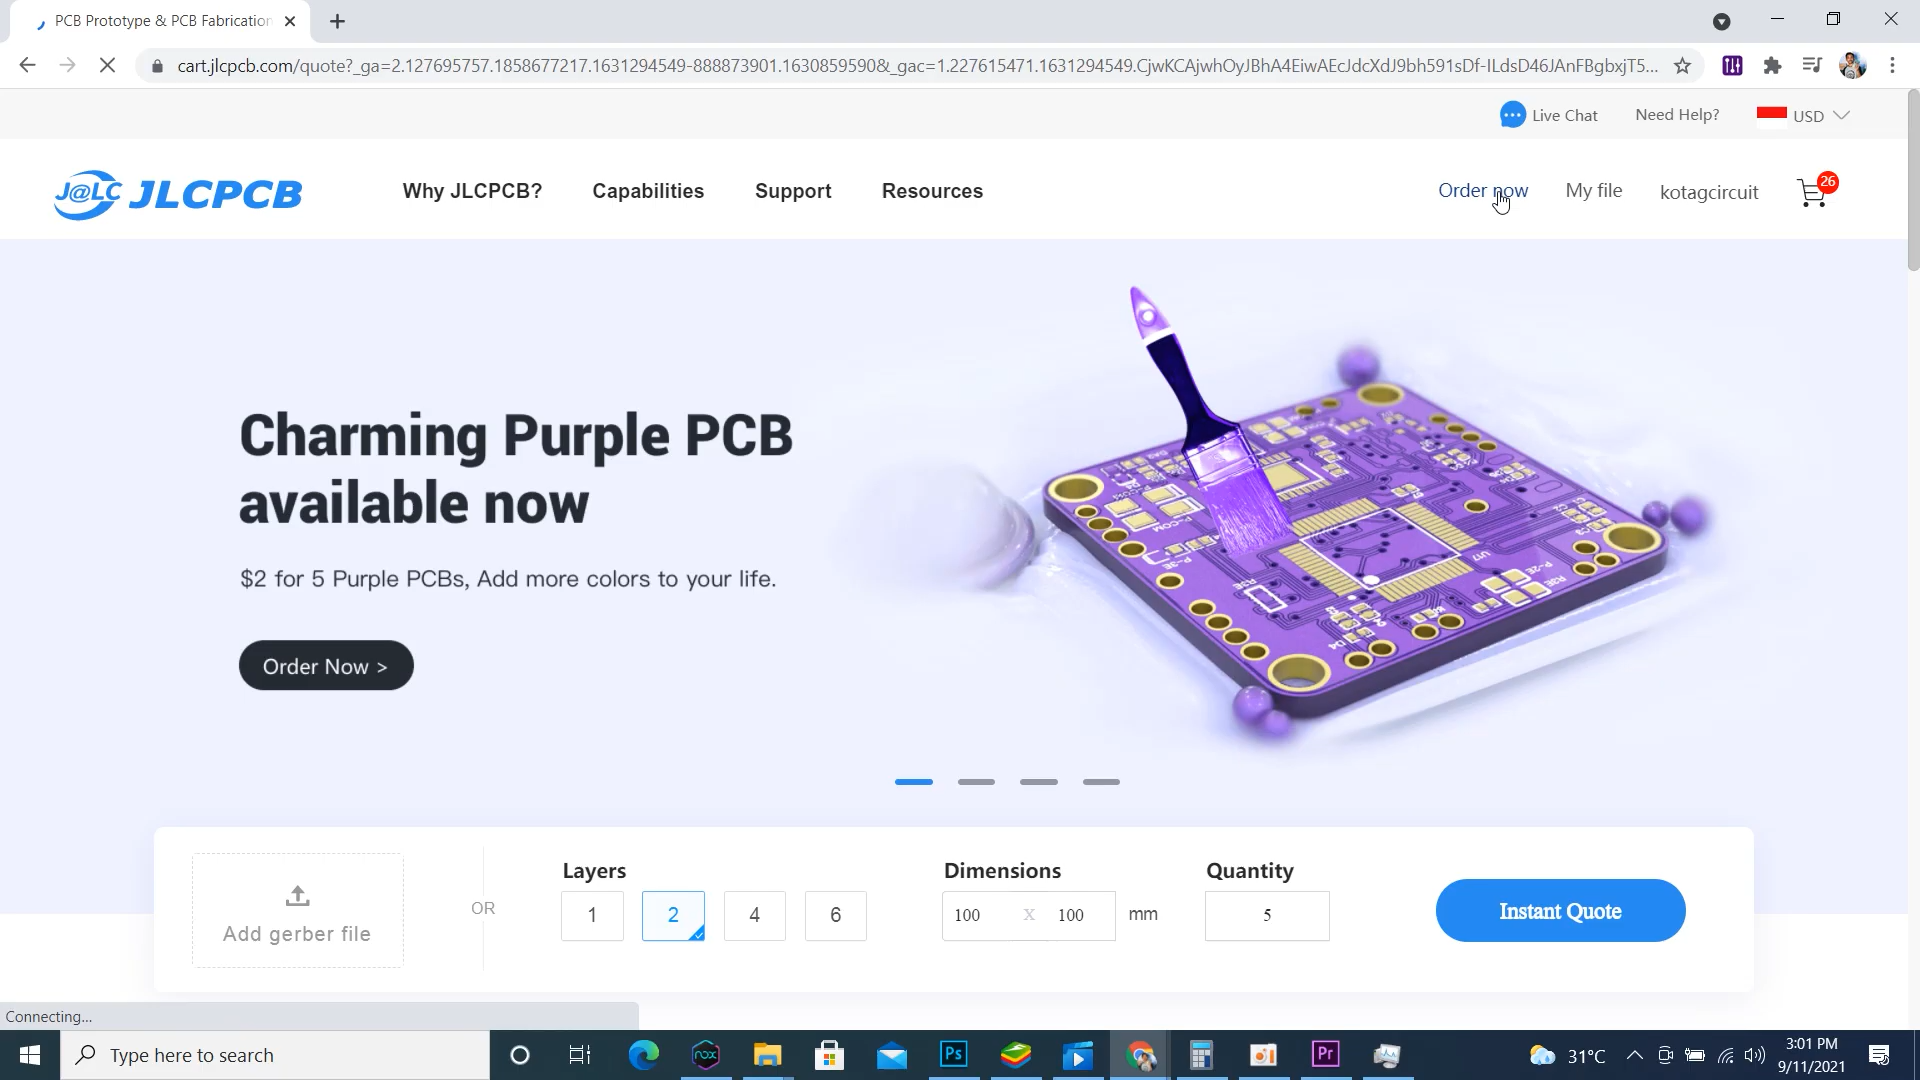 PCB Prototype & PCB Fabrication
cart.jlcpcb.com/quote?_ga=2.127695757.1858677217.1631294549-888873901.1630859590&_gac=1.227615471.1631294549.CjwKCAjwhOyJBhA4EiwAEcJdcXdJ9bh591sDf-ILdsD46JAnFBgbxjT5...
Live Chat Need Help? USD
J@LC JLCPCB Why JLCPCB? Capabilities Support Resources Order now My file kotagcircuit 26
Charming Purple PCB
available now
$2 for 5 Purple PCBs, Add more colors to your life.
Order Now >
Layers Dimensions Quantity
OR 1 2 4 6 100 X 100 mm 5 Instant Quote
Add gerber file
Connecting...
Type here to search nox Ps Pr 31°C 3:01 PM
9/11/2021